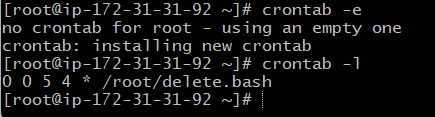 [root@ip-172-31-31-92 ~]# crontab -e
no crontab for root - using an empty one
crontab: installing new crontab
[root@ip-172-31-31-92 ~]# crontab -l
0 0 5 4 * /root/delete.bash
[root@ip-172-31-31-92 ~]#